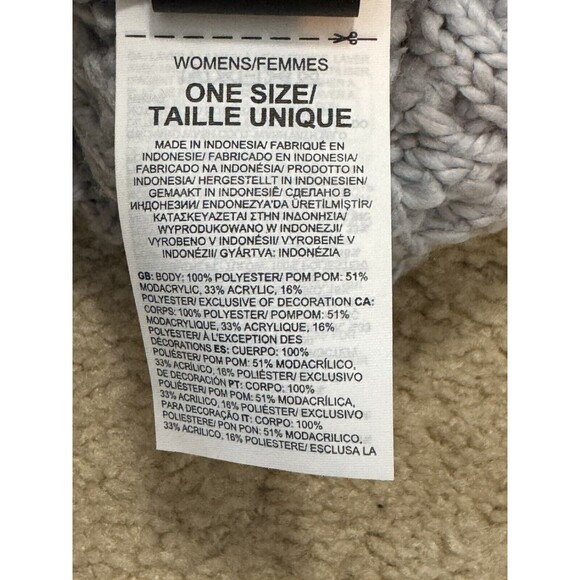 WOMENS/FEMMES
ONE SIZE/
TAILLE UNIQUE
MADE IN INDONESIA/ FABRIQUÉ EN
INDONESIE/ FABRICADO EN INDONESIA/
FABRICADO NA INDONÉSIA/ PRODOTTO IN
INDONESIA/ HERGESTELLT IN INDONESIEN/
GEMAAKT IN INDONESIË/ СДЕЛАНО В
ИНДОНЕЗИИ/ ENDONEZYA'DA ÜRETİLMİŞTİR/
ΚΑΤΑΣΚΕΥΑΖΕΤΑΙ ΣΤΗΝ ΙΝΔΟΝΗΣΙΑ/
WYPRODUKOWANO W INDONEZJI/
VYROBENO V INDONÉSII/ VYROBENÉ V
INDONÉZII/ GYÁRTVA: INDONÉZIA
GB: BODY: 100% POLYESTER/ POM POM: 51%
MODACRYLIC, 33% ACRYLIC, 16%
POLYESTER/ EXCLUSIVE OF DECORATION CA:
CORPS: 100% POLYESTER/ POMPOM: 51%
MODACRYLIQUE, 33% ACRYLIQUE, 16%
POLYESTER/ À L'EXCEPTION DES
DÉCORATIONS ES: CUERPO: 100%
POLIÉSTER/ POM POM: 51% MODACRÍLICO,
33% ACRÍLICO, 16% POLIÉSTER/ EXCLUSIVO
DE DECORACIÓN PT: CORPO: 100%
POLIÉSTER/ POM POM: 51% MODACRÍLICA,
33% ACRÍLICO, 16% POLIÉSTER/ EXCLUSIVO
PARA DECORAÇÃO IT: CORPO: 100%
POLIESTERE/ PON PON: 51% MODACRILICO,
33% ACRILICO, 16% POLIESTERE/ ESCLUSA LA